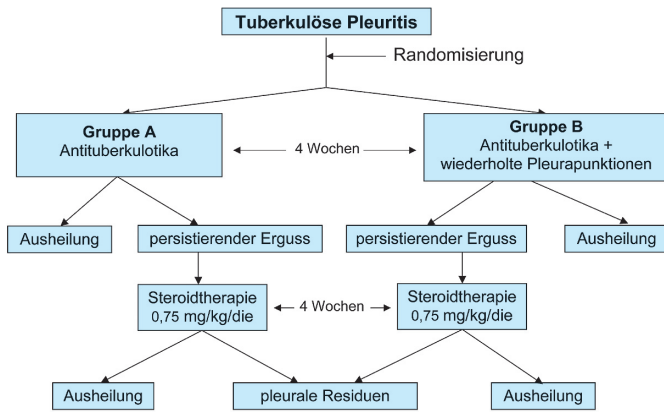 Tuberkulöse Pleuritis
Randomisierung
Gruppe A
Antituberkulotika
4 Wochen
Gruppe B
Antituberkulotika +
wiederholte Pleurapunktionen
Ausheilung
persistierender Erguss
persistierender Erguss
Ausheilung
Steroidtherapie
0,75 mg/kg/die
4 Wochen
Steroidtherapie
0,75 mg/kg/die
Ausheilung
pleurale Residuen
Ausheilung